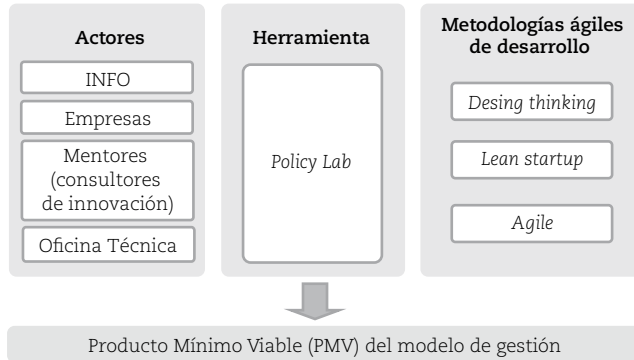 Actores
INFO
Empresas
Mentores
(consultores
de innovación)
Oficina Técnica
Herramienta
Policy Lab
Metodologías ágiles
de desarrollo
Desing thinking
Lean startup
Agile
Producto Mínimo Viable (PMV) del modelo de gestión